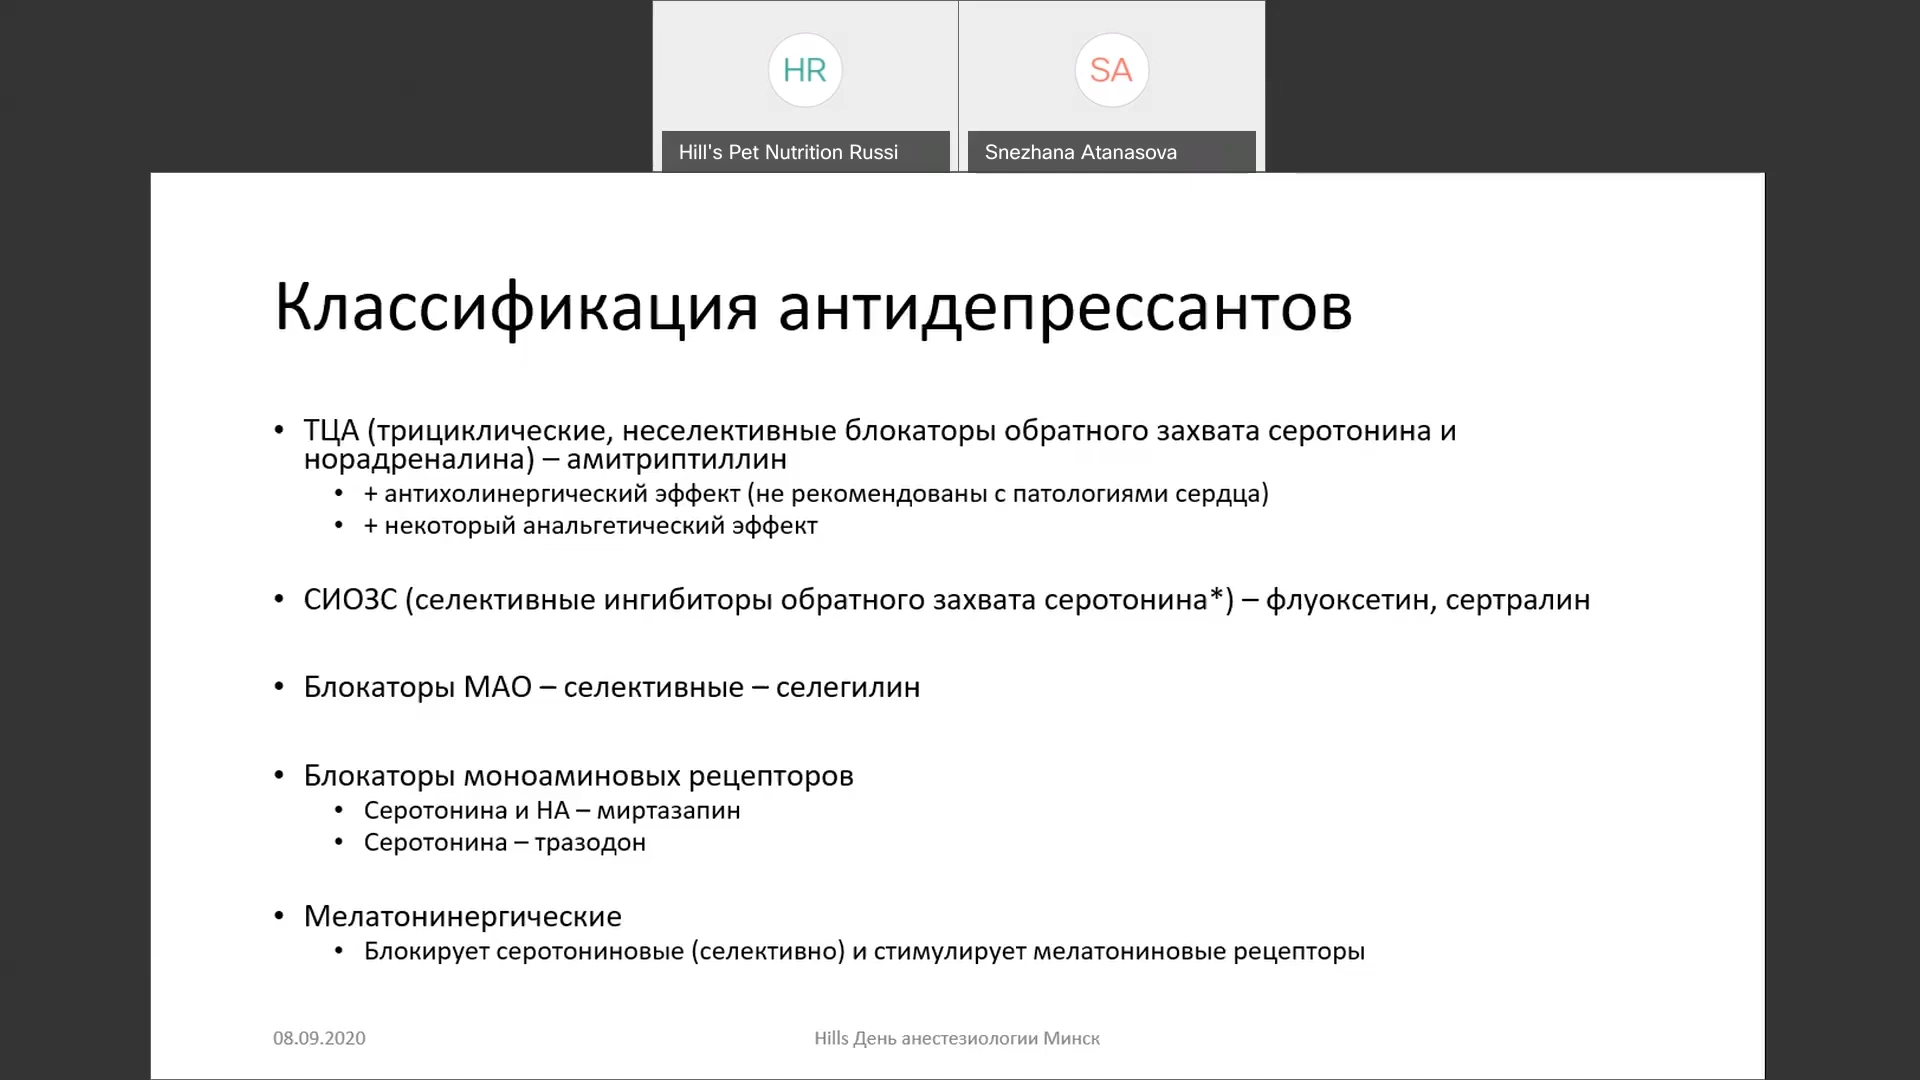 HR
SA
Hill's Pet Nutrition Russi
Snezhana Atanasova
Классификация антидепрессантов
• ТЦА (трициклические, неселективные блокаторы обратного захвата серотонина и
норадреналина) – амитриптиллин
• + антихолинергический эффект (не рекомендованы с патологиями сердца)
• + некоторый анальгетический эффект
• СИОЗС (селективные ингибиторы обратного захвата серотонина*) – флуоксетин, сертралин
• Блокаторы МАО – селективные – селегилин
• Блокаторы моноаминовых рецепторов
• Серотонина и НА – миртазапин
• Серотонина – тразодон
• Мелатонинергические
• Блокирует серотониновые (селективно) и стимулирует мелатониновые рецепторы
08.09.2020
Hills День анестезиологии Минск